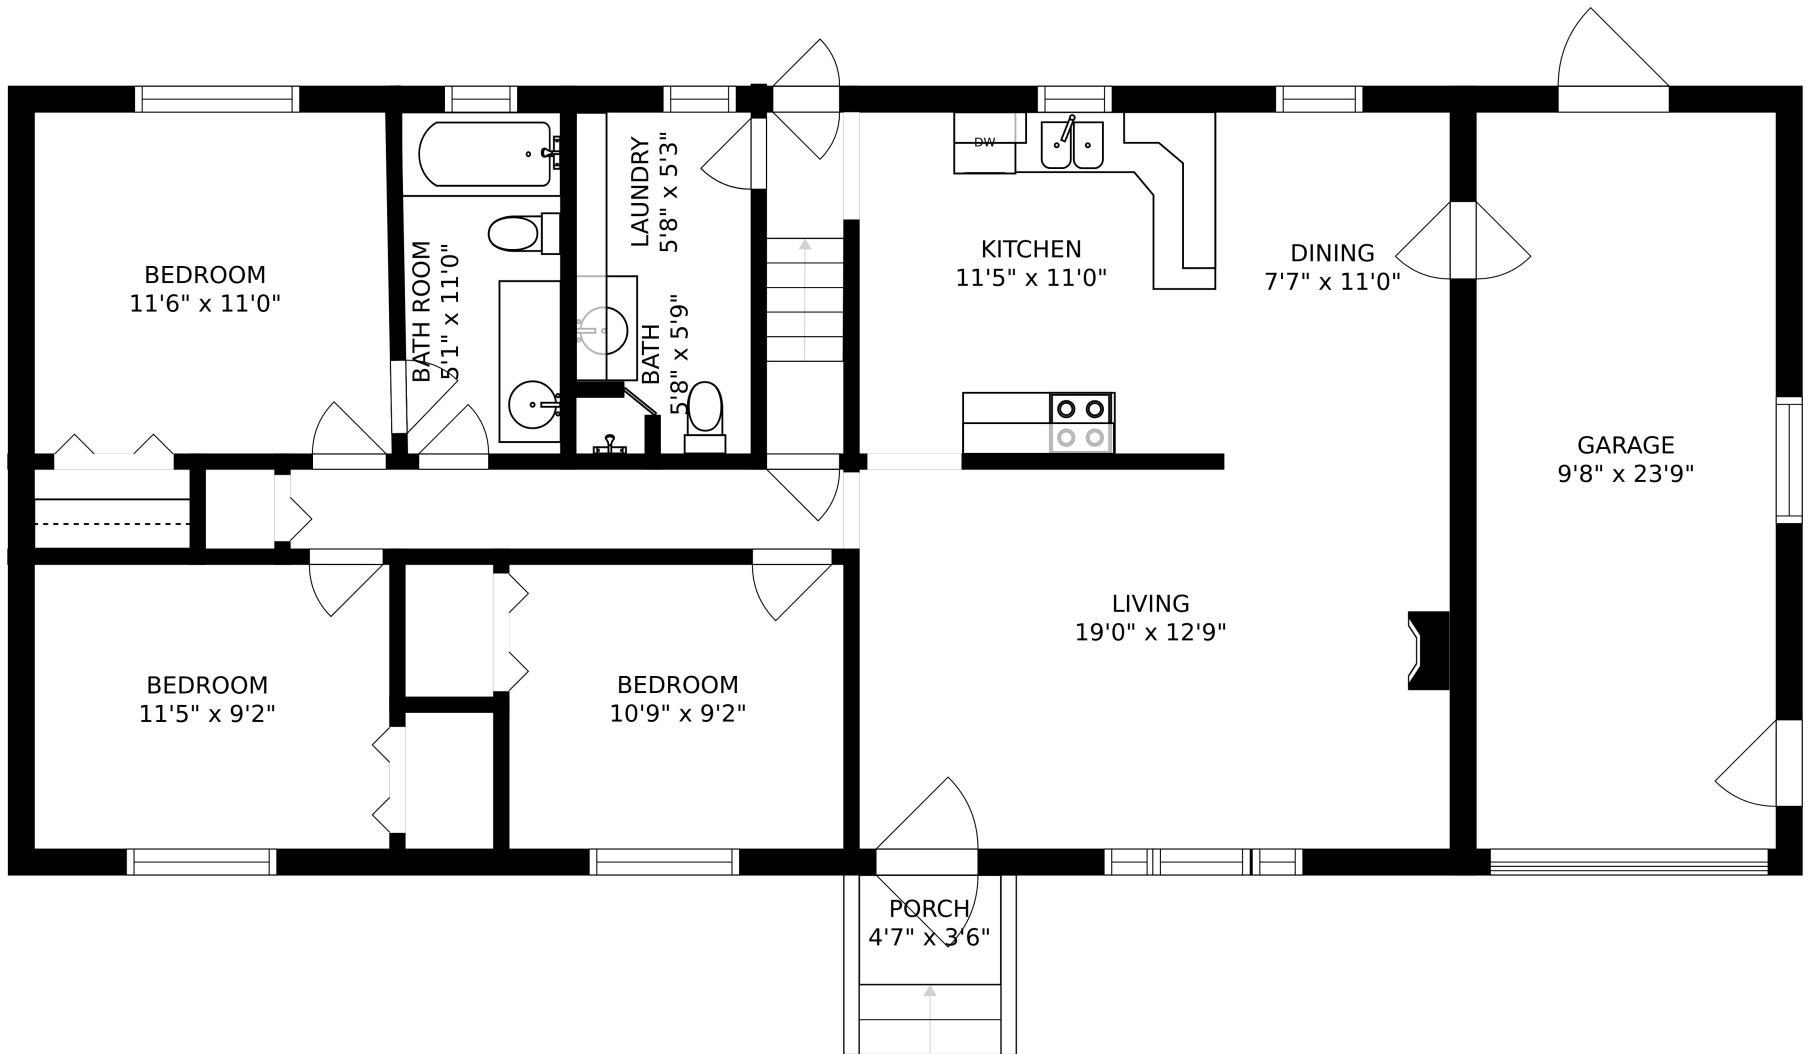 DW
LAUNDRY
5'8" x 5'3"
BATH ROOM
5'1" x 11'0"
BEDROOM
11'6" x 11'0"
KITCHEN
11'5" x 11'0"
DINING
7'7" x 11'0"
BATH
5'8" x 5'9"
GARAGE
9'8" x 23'9"
LIVING
19'0" x 12'9"
BEDROOM
11'5" x 9'2"
BEDROOM
10'9" x 9'2"
PORCH
4'7" x 3'6"